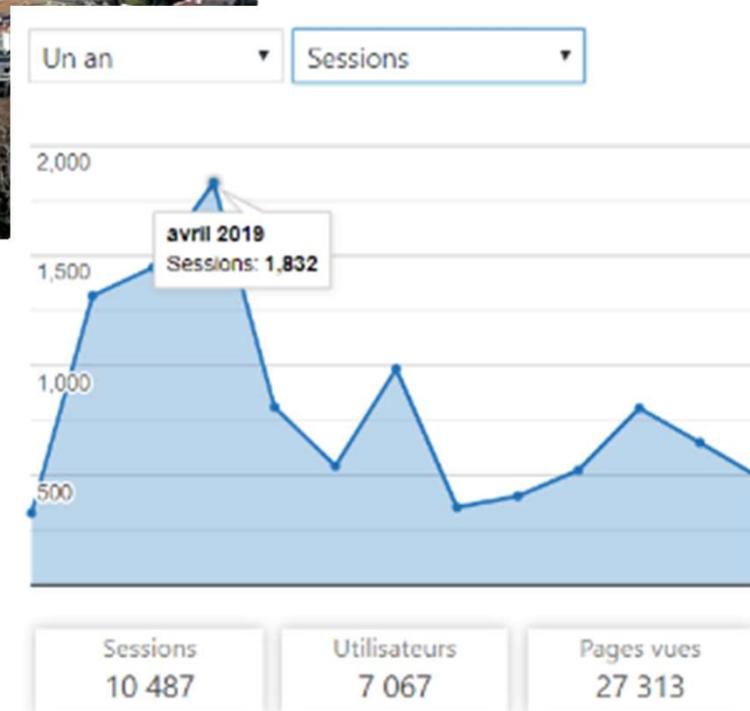 Un an
Sessions
2,000
avril 2019
Sessions: 1,832
1,500
1,000
500
Sessions
10 487
Utilisateurs
7 067
Pages vues
27 313